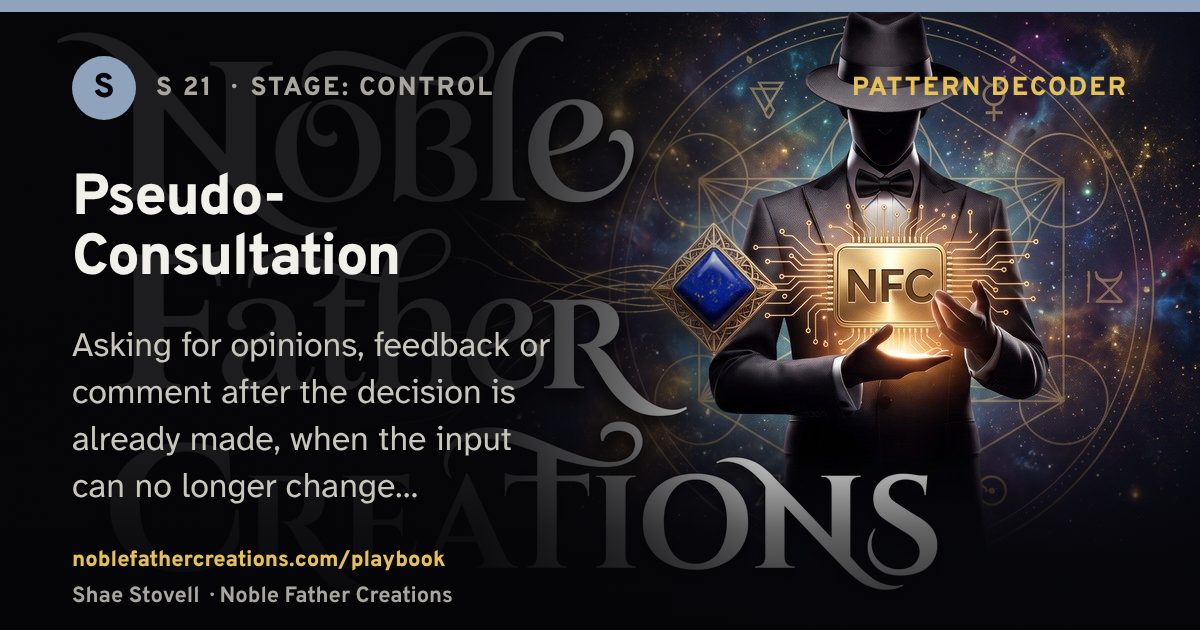 S
S 21 · STAGE: CONTROL
PATTERN DECODER
Noble
Father
Creations
Pseudo-
Consultation
NFC
Asking for opinions, feedback or
comment after the decision is
already made, when the input
can no longer change...
noblefathercreations.com/playbook
Shae Stovell · Noble Father Creations